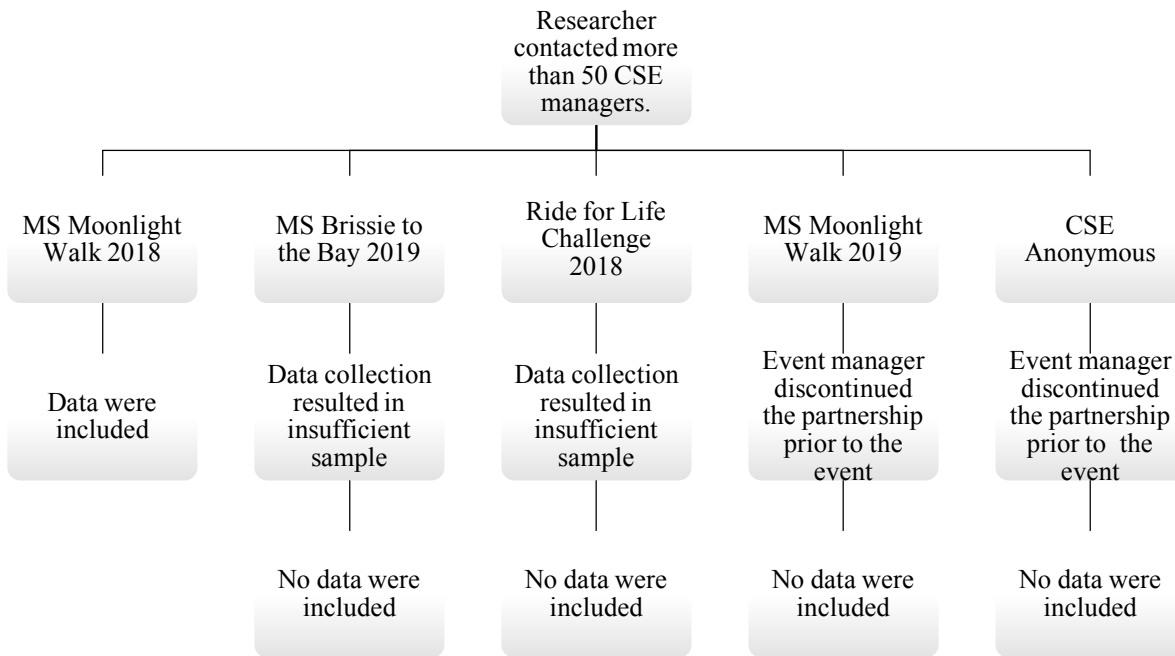 Researcher
contacted more
than 50 CSE
managers.
MS Moonlight
Walk 2018
MS Brissie to
the Bay 2019
Ride for Life
Challenge
2018
MS Moonlight
Walk 2019
CSE
Anonymous
Data were
included
Data collection
resulted in
insufficient
sample
Data collection
resulted in
insufficient
sample
Event manager
discontinued
the partnership
prior to the
event
Event manager
discontinued
the partnership
prior to the
event
No data were
included
No data were
included
No data were
included
No data were
included